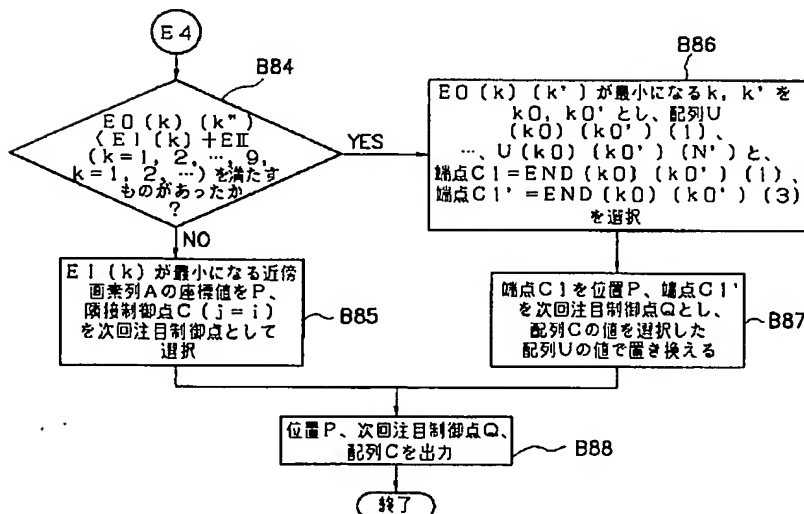 E4
B84
E0 (k) (k")
〈E1 (k) +EⅡ
(k=1, 2, …, 9,
k=1, 2, …) を満たす
ものがあったか
?
YES
NO
B86
E0 (k) (k') が最小になるk, k' を
k0, k0' とし、配列U
(k0) (k0') (1)、
…、U (k0) (k0') (N') と、
端点C1=END (k0) (k0') (1)、
端点C1'=END (k0) (k0') (3)
を選択
E1 (k) が最小になる近傍
画素列Aの座標値をP、
隣接制御点C (j=i)
を次回注目制御点として
選択
B85
端点C1を位置P、端点C1'
を次回注目制御点Qとし、
配列Cの値を選択した
配列Uの値で置き換える
B87
位置P、次回注目制御点Q、
配列Cを出力
B88
終了